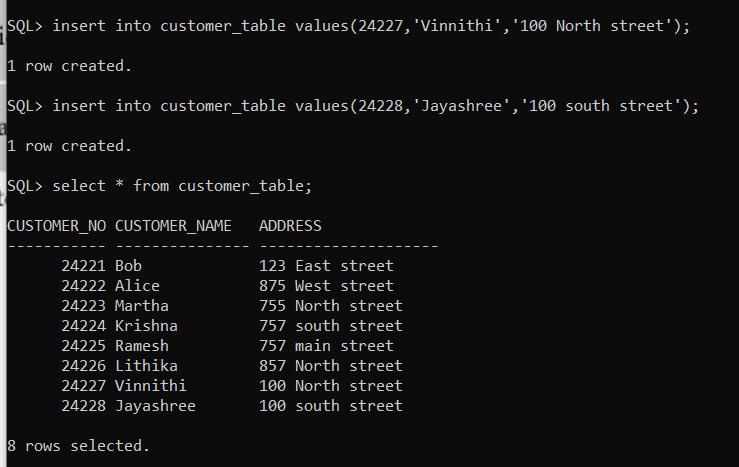 SQL> insert into customer_table values(24227,'Vinnithi','100 North street');
1 row created.
SQL> insert into customer_table values(24228,'Jayashree','100 south street');
1 row created.
SQL> select * from customer_table;
CUSTOMER_NO CUSTOMER_NAME   ADDRESS
----------- --------------- --------------------
      24221 Bob             123 East street
      24222 Alice           875 West street
      24223 Martha          755 North street
      24224 Krishna         757 south street
      24225 Ramesh          757 main street
      24226 Lithika         857 North street
      24227 Vinnithi        100 North street
      24228 Jayashree       100 south street
8 rows selected.